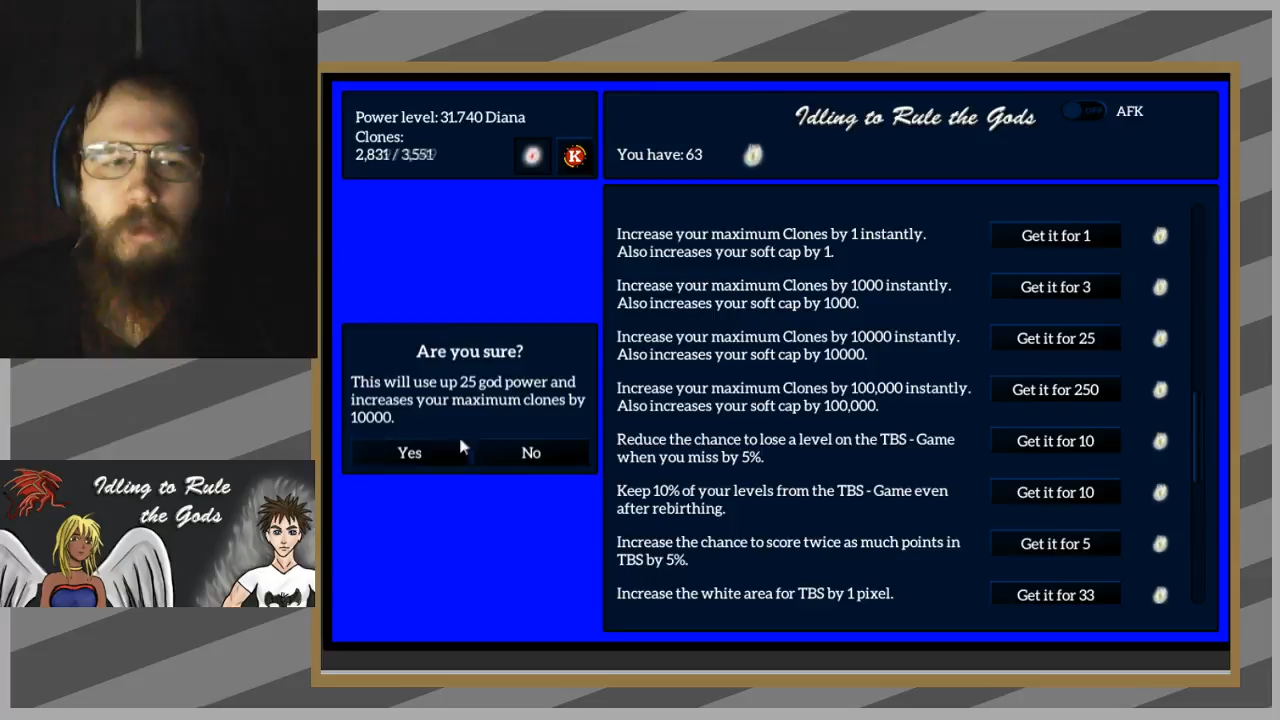 Power level: 31.740 Diana
Clones:
2,831 / 3,551
K
Idling to Rule the Gods
OFF
AFK
You have: 63
Increase your maximum Clones by 1 instantly.
Also increases your soft cap by 1.
Get it for 1
Increase your maximum Clones by 1000 instantly.
Also increases your soft cap by 1000.
Get it for 3
Increase your maximum Clones by 10000 instantly.
Also increases your soft cap by 10000.
Get it for 25
Increase your maximum Clones by 100,000 instantly.
Also increases your soft cap by 100,000.
Get it for 250
Reduce the chance to lose a level on the TBS - Game
when you miss by 5%.
Get it for 10
Keep 10% of your levels from the TBS - Game even
after rebirthing.
Get it for 10
Increase the chance to score twice as much points in
TBS by 5%.
Get it for 5
Increase the white area for TBS by 1 pixel.
Get it for 33
Are you sure?
This will use up 25 god power and
increases your maximum clones by
10000.
Yes
No
Idling to Rule
the Gods